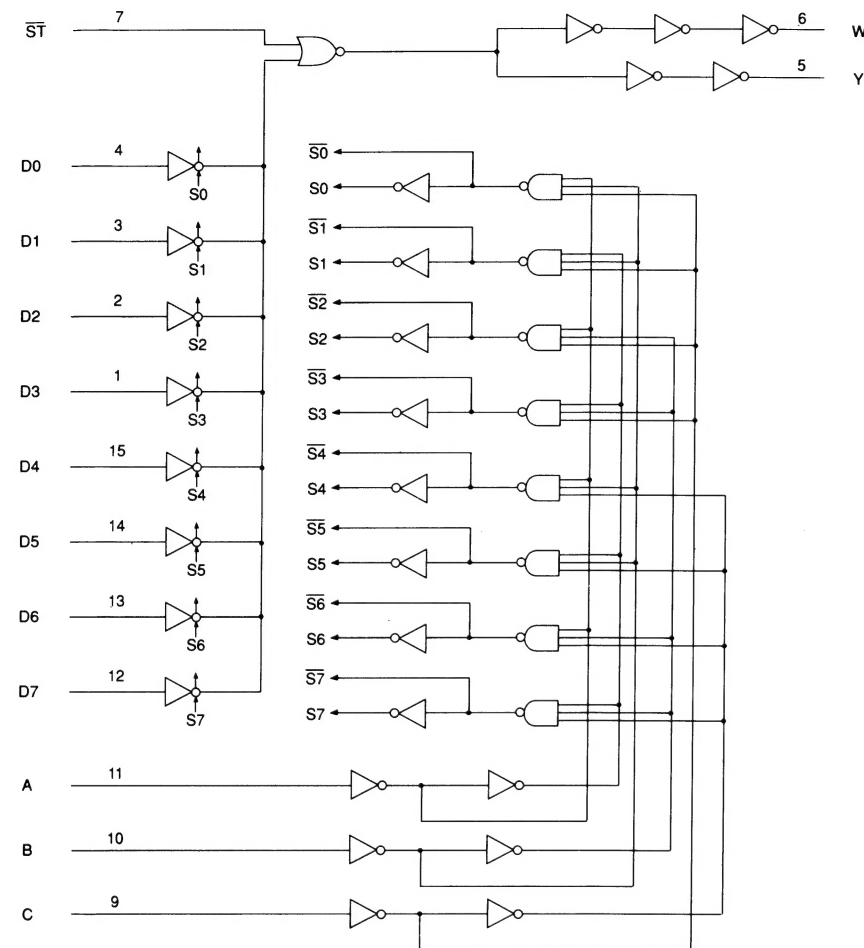 S̅T̅ 7 6 W
5 Y
D0 4 S̅0̅
S0 S0
D1 3 S̅1̅
S1 S1
D2 2 S̅2̅
S2 S2
D3 1 S̅3̅
S3 S3
D4 15 S̅4̅
S4 S4
D5 14 S̅5̅
S5 S5
D6 13 S̅6̅
S6 S6
D7 12 S̅7̅
S7 S7
A 11
B 10
C 9